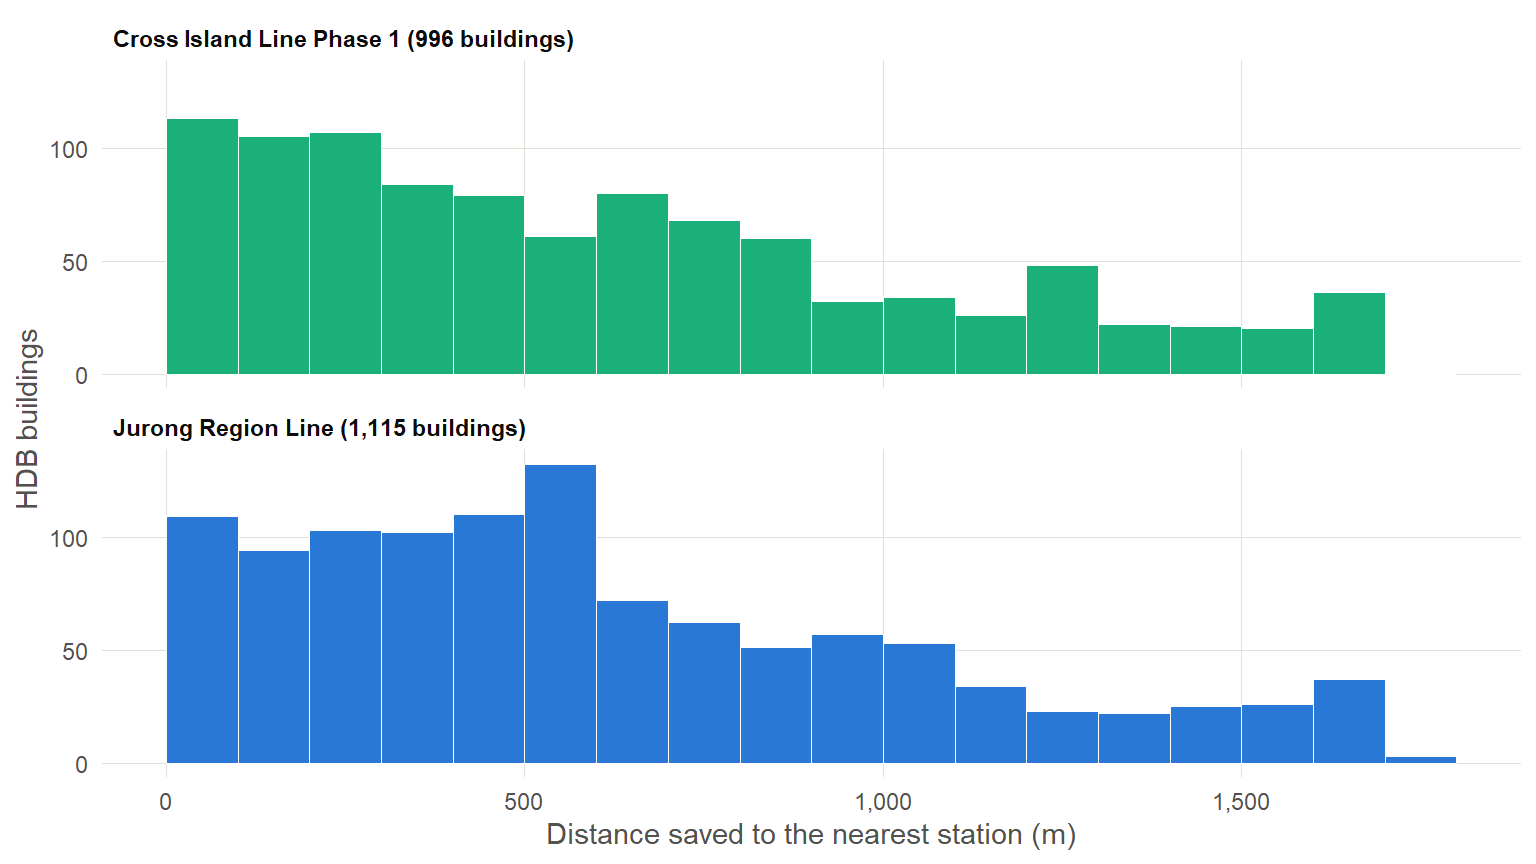 Cross Island Line Phase 1 (996 buildings)
100
50
0
HDB buildings
Jurong Region Line (1,115 buildings)
100
50
0
0 500 1,000 1,500
Distance saved to the nearest station (m)